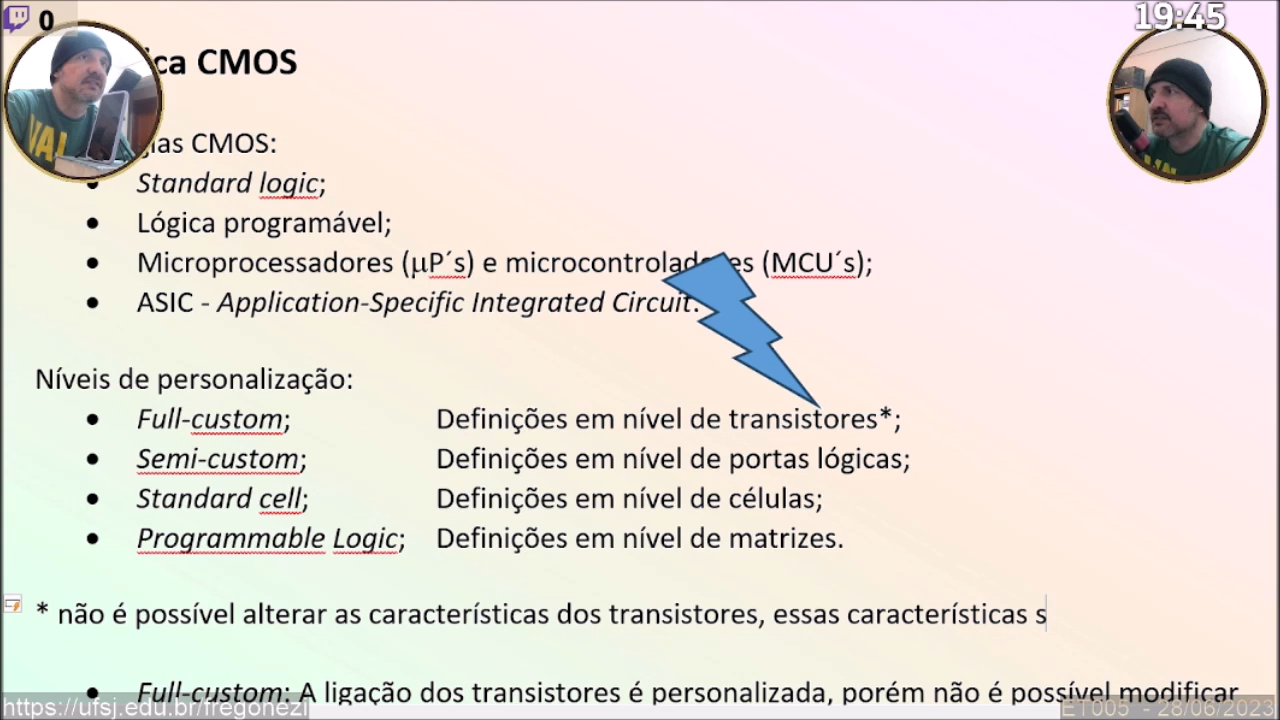 0
19:45
ica CMOS
gias CMOS:
• Standard logic;
• Lógica programável;
• Microprocessadores (µP´s) e microcontroladores (MCU´s);
• ASIC - Application-Specific Integrated Circuit.
Níveis de personalização:
• Full-custom; Definições em nível de transistores*;
• Semi-custom; Definições em nível de portas lógicas;
• Standard cell; Definições em nível de células;
• Programmable Logic; Definições em nível de matrizes.
* não é possível alterar as características dos transistores, essas características s
• Full-custom: A ligação dos transistores é personalizada, porém não é possível modificar
https://ufsj.edu.br/fregonezi
ET005 - 28/06/2023